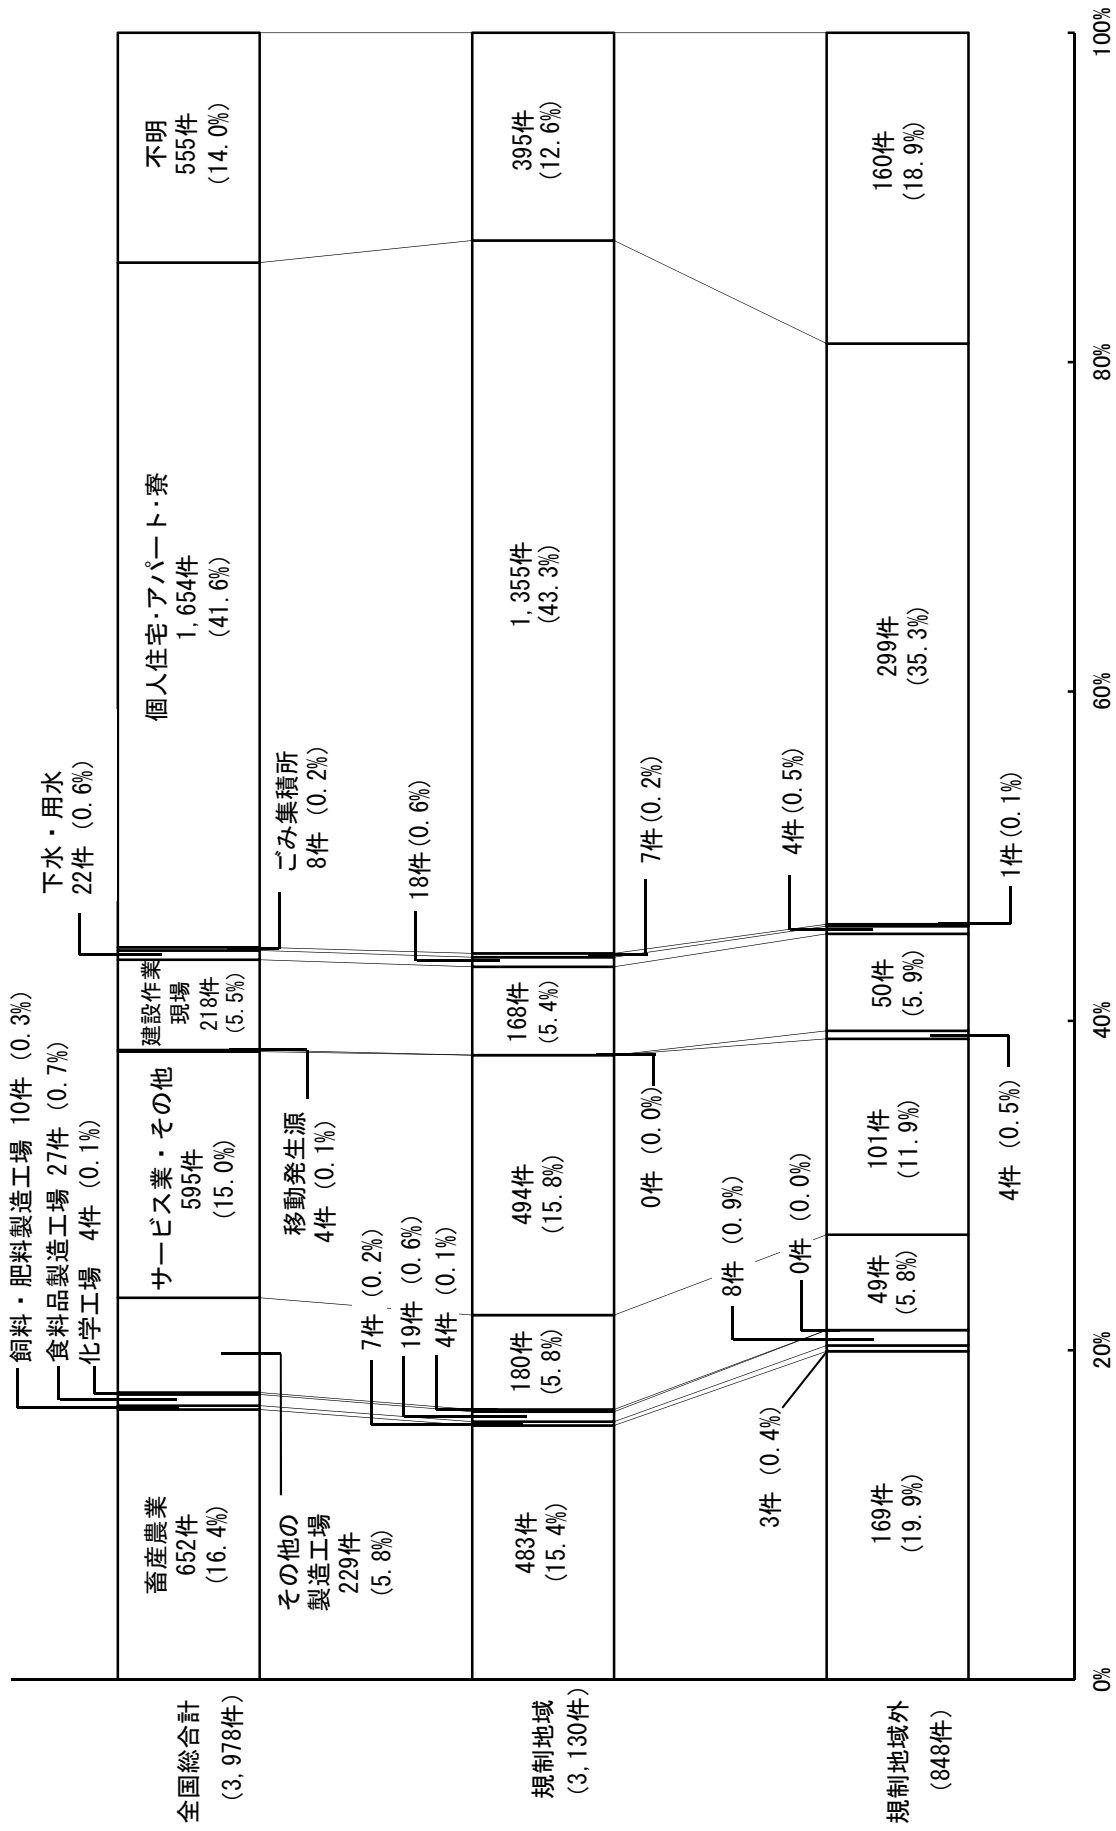 飼料・肥料製造工場 10件 (0.3%)
食料品製造工場 27件 (0.7%)
化学工場 4件 (0.1%)
下水・用水
22件 (0.6%)
全国総合計
(3,978件)
畜産農業
652件
(16.4%)
サービス業・その他
595件
(15.0%)
建設作業
現場
218件
(5.5%)
個人住宅・アパート・寮
1,654件
(41.6%)
不明
555件
(14.0%)
その他の
製造工場
229件
(5.8%)
移動発生源
4件 (0.1%)
ごみ集積所
8件 (0.2%)
7件 (0.2%)
19件 (0.6%)
4件 (0.1%)
18件(0.6%)
規制地域
(3,130件)
483件
(15.4%)
180件
(5.8%)
494件
(15.8%)
168件
(5.4%)
1,355件
(43.3%)
395件
(12.6%)
0件 (0.0%)
7件(0.2%)
3件 (0.4%)
8件 (0.9%)
0件 (0.0%)
4件(0.5%)
規制地域外
(848件)
169件
(19.9%)
49件
(5.8%)
101件
(11.9%)
50件
(5.9%)
299件
(35.3%)
160件
(18.9%)
4件 (0.5%)
1件(0.1%)
0%
20%
40%
60%
80%
100%